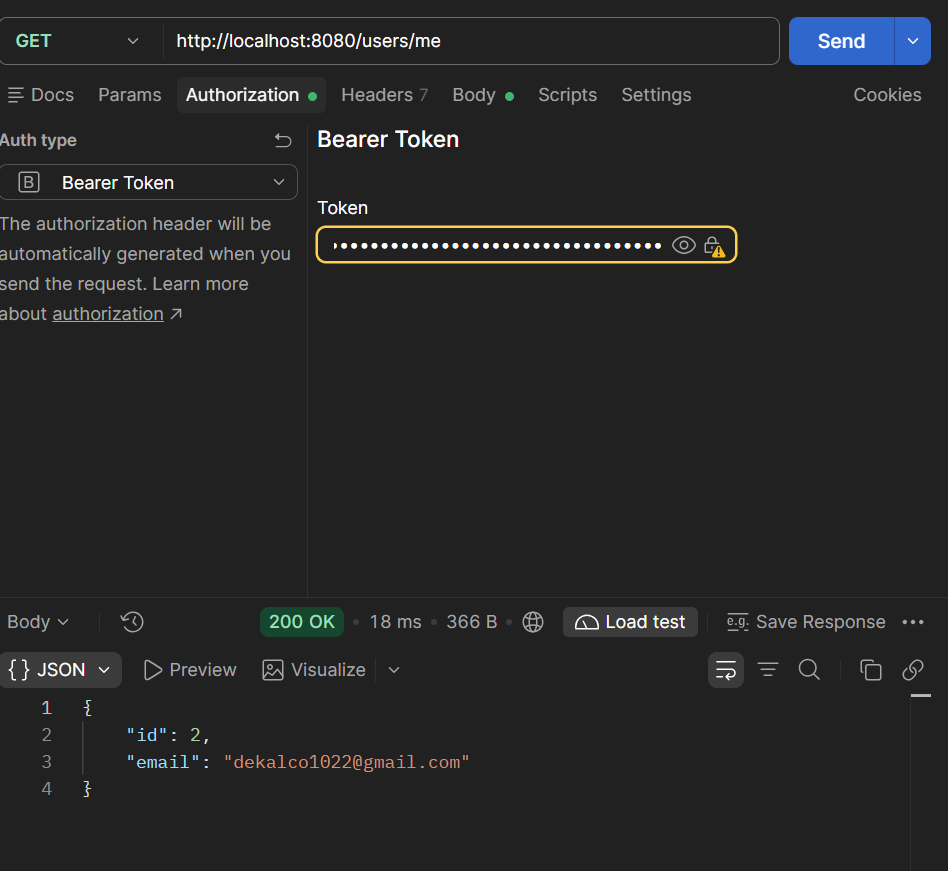 GET http://localhost:8080/users/me Send
Docs Params Authorization Headers 7 Body Scripts Settings Cookies
Auth type
Bearer Token
B Bearer Token
Token
The authorization header will be
automatically generated when you
send the request. Learn more
about authorization ↗
Body 200 OK • 18 ms • 366 B • Load test e.g. Save Response
{} JSON Preview Visualize
1 {
2 "id": 2,
3 "email": "dekalco1022@gmail.com"
4 }